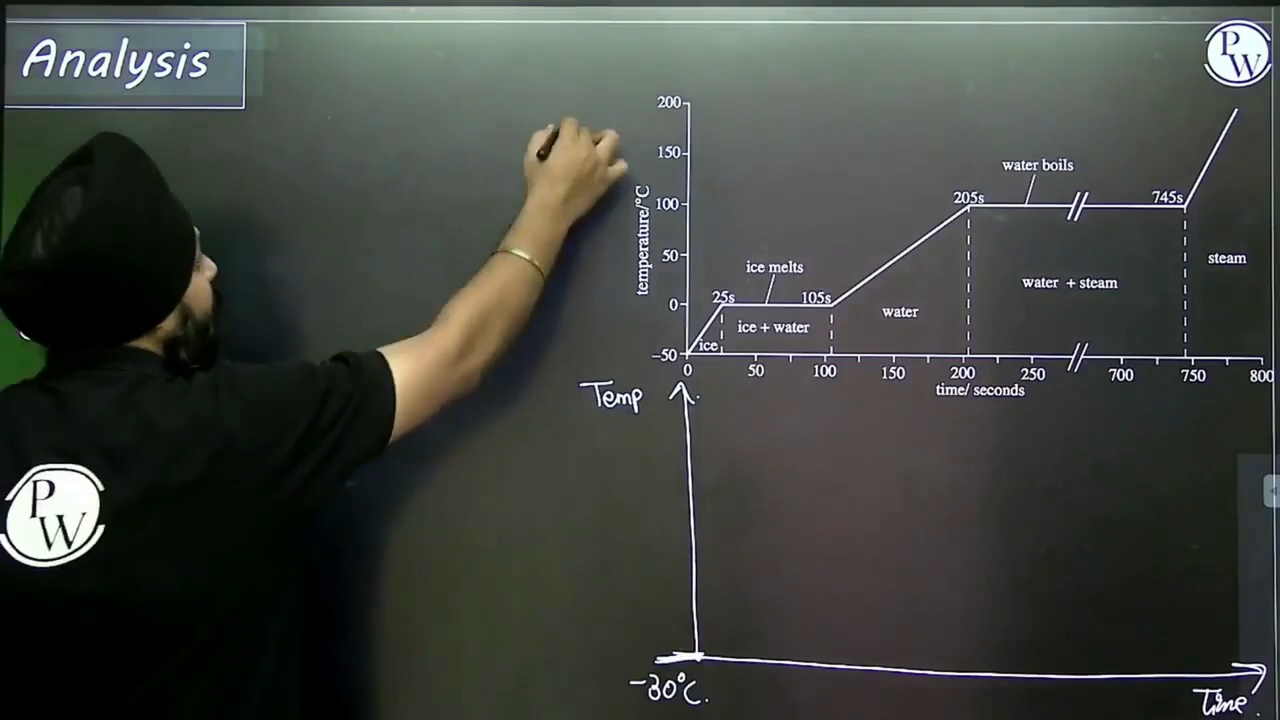 Analysis
PW
200
150
100
50
0
−50
temperature/°C
25s
ice melts
105s
205s
water boils
745s
ice
ice + water
water
water + steam
steam
0 50 100 150 200 250 700 750 800
time/ seconds
Temp
-30°C.
Time.
PW